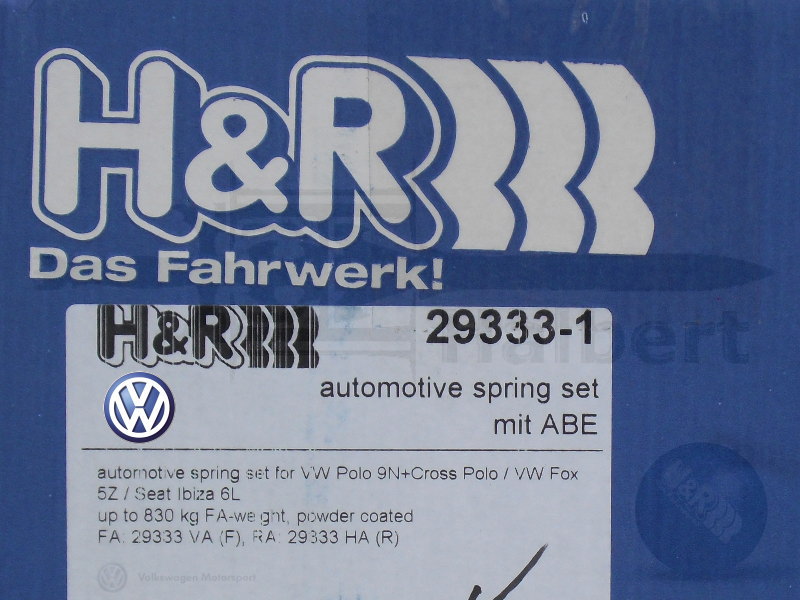 H&R
Das Fahrwerk!
H&R 29333-1
halbert
automotive spring set
mit ABE
automotive spring set for VW Polo 9N+Cross Polo / VW Fox
5Z / Seat Ibiza 6L
up to 830 kg FA-weight, powder coated
FA: 29333 VA (F), RA: 29333 HA (R)
H&R
Volkswagen Motorsport